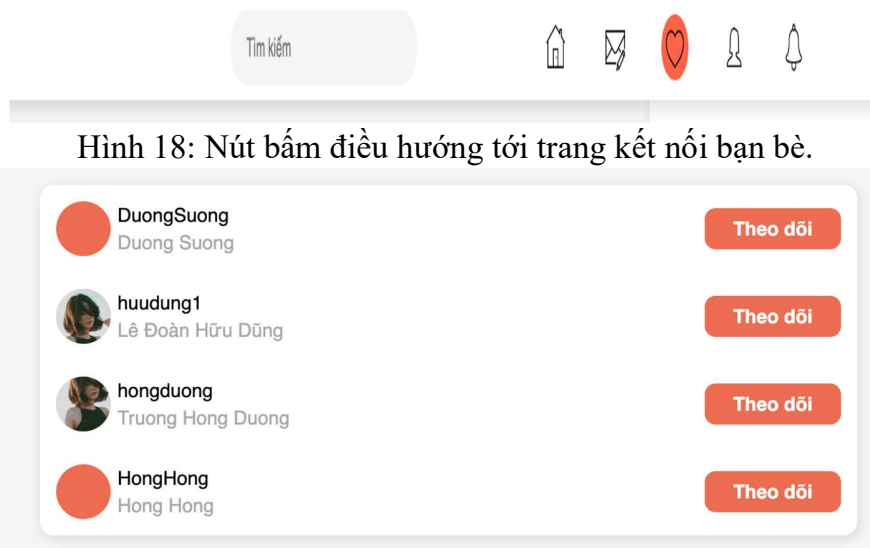 Tìm kiếm
Hình 18: Nút bấm điều hướng tới trang kết nối bạn bè.
DuongSuong
Duong Suong
Theo dõi
huudung1
Lê Đoàn Hữu Dũng
Theo dõi
hongduong
Truong Hong Duong
Theo dõi
HongHong
Hong Hong
Theo dõi